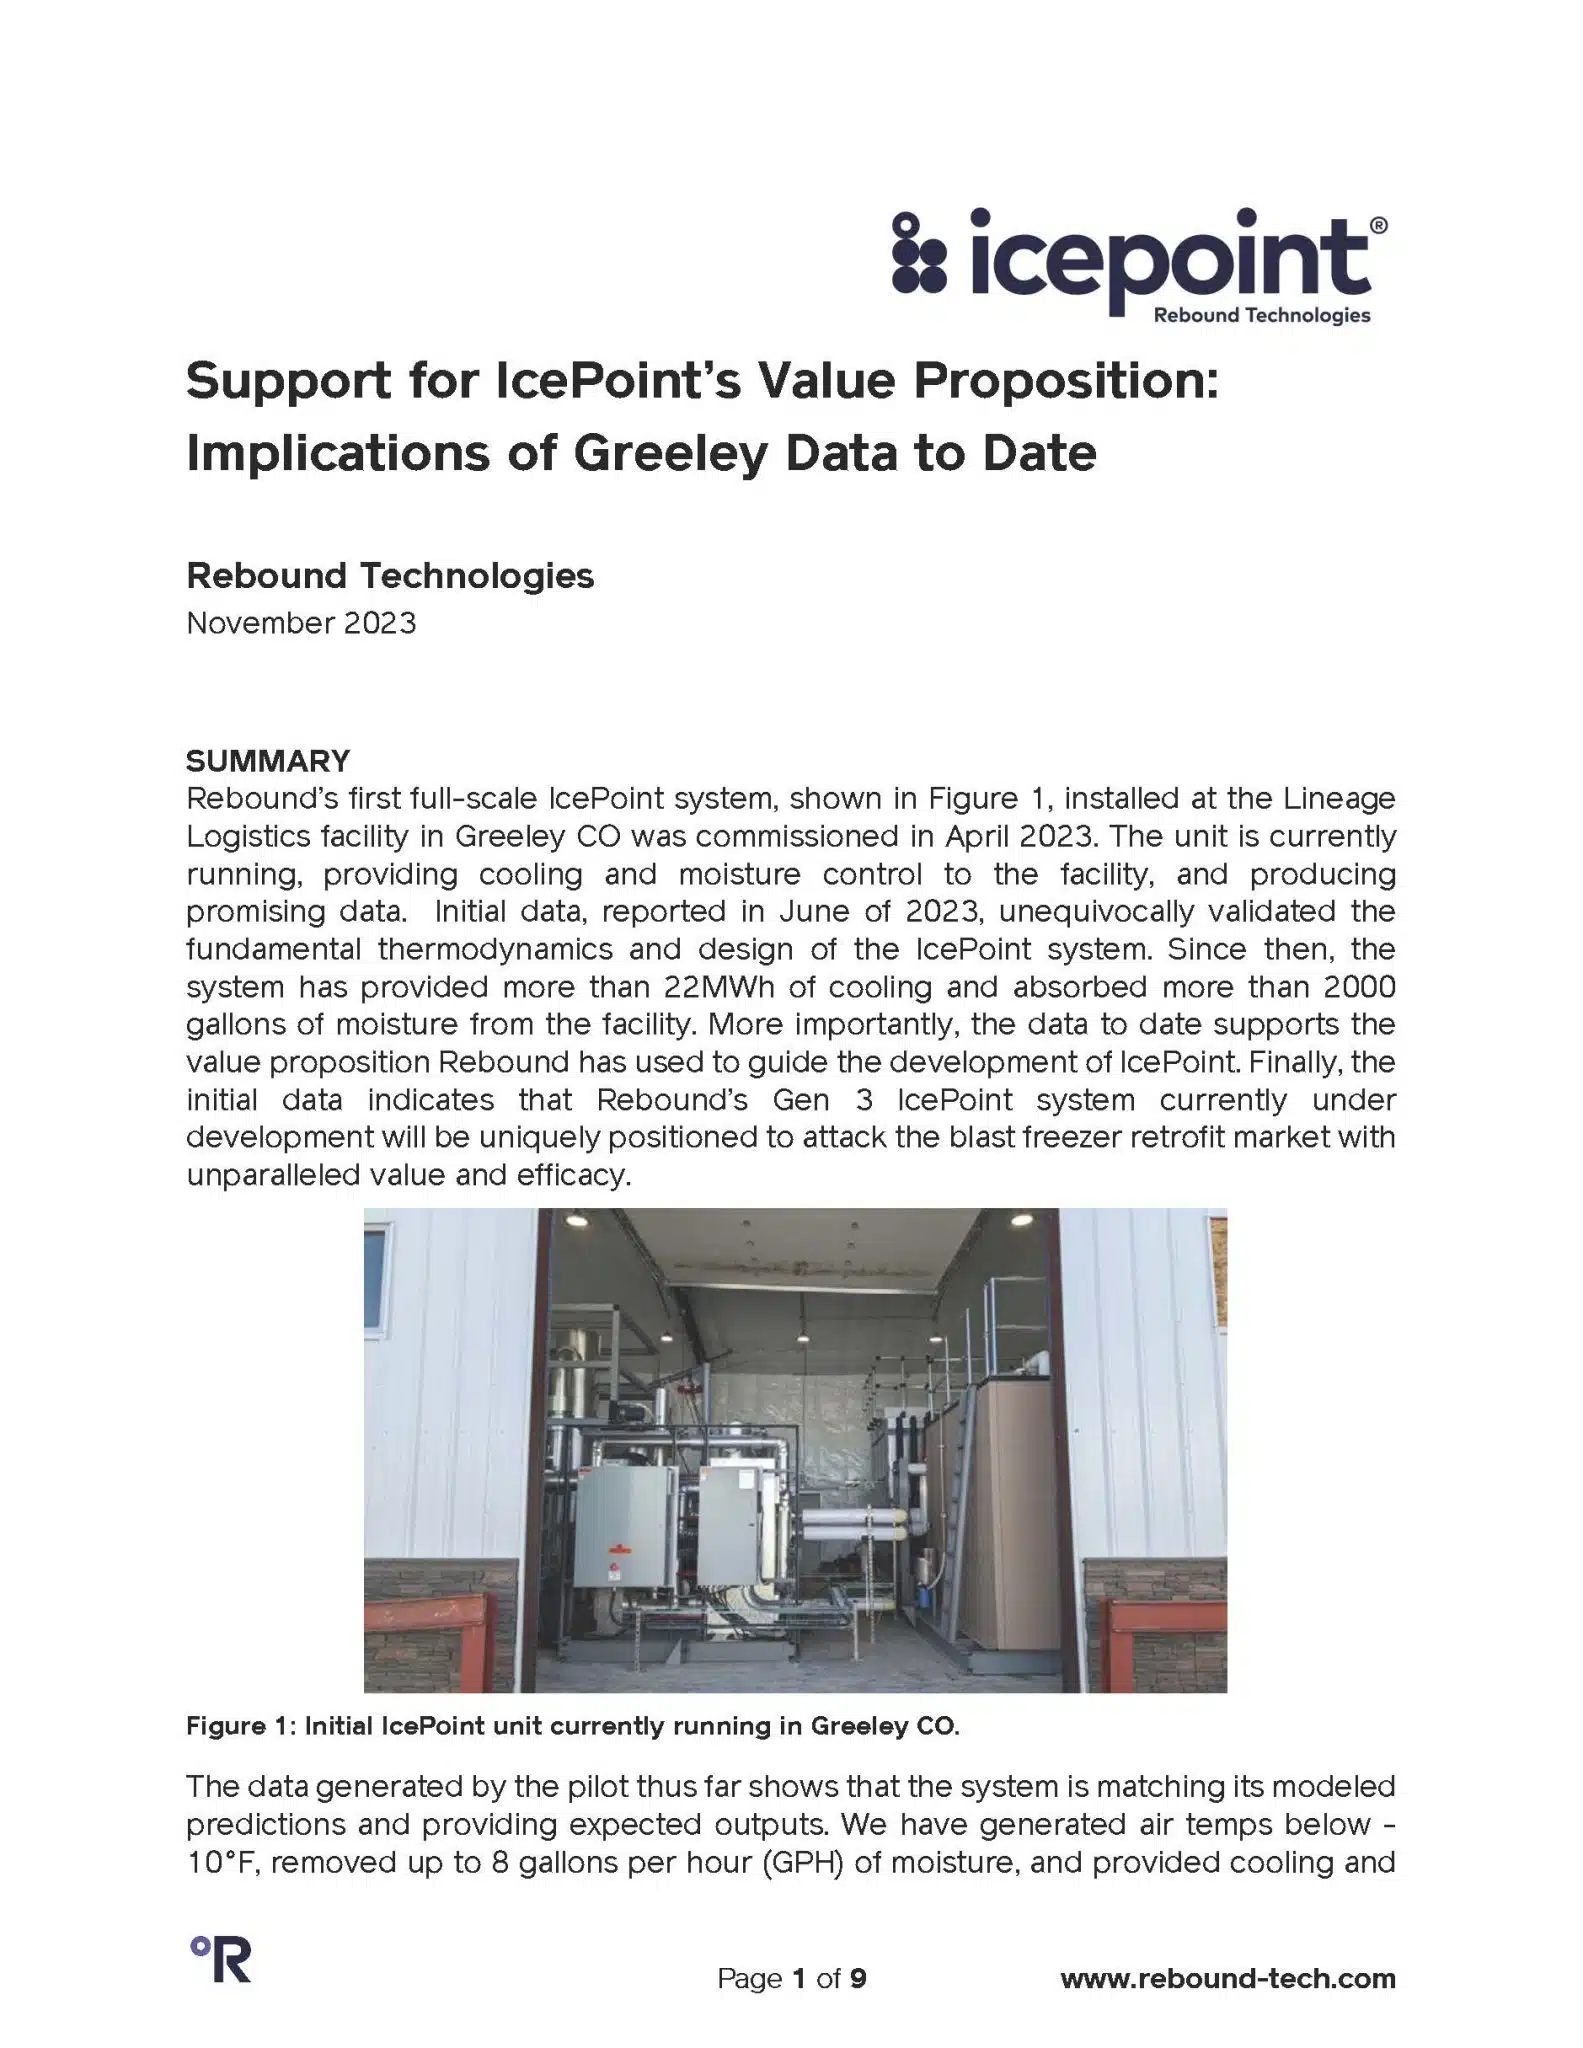 icepoint®
Rebound Technologies
Support for IcePoint's Value Proposition:
Implications of Greeley Data to Date
Rebound Technologies
November 2023
SUMMARY
Rebound's first full-scale IcePoint system, shown in Figure 1, installed at the Lineage
Logistics facility in Greeley CO was commissioned in April 2023. The unit is currently
running, providing cooling and moisture control to the facility, and producing
promising data. Initial data, reported in June of 2023, unequivocally validated the
fundamental thermodynamics and design of the IcePoint system. Since then, the
system has provided more than 22MWh of cooling and absorbed more than 2000
gallons of moisture from the facility. More importantly, the data to date supports the
value proposition Rebound has used to guide the development of IcePoint. Finally, the
initial data indicates that Rebound's Gen 3 IcePoint system currently under
development will be uniquely positioned to attack the blast freezer retrofit market with
unparalleled value and efficacy.
Figure 1: Initial IcePoint unit currently running in Greeley CO.
The data generated by the pilot thus far shows that the system is matching its modeled
predictions and providing expected outputs. We have generated air temps below -
10°F, removed up to 8 gallons per hour (GPH) of moisture, and provided cooling and
°R
Page 1 of 9
www.rebound-tech.com